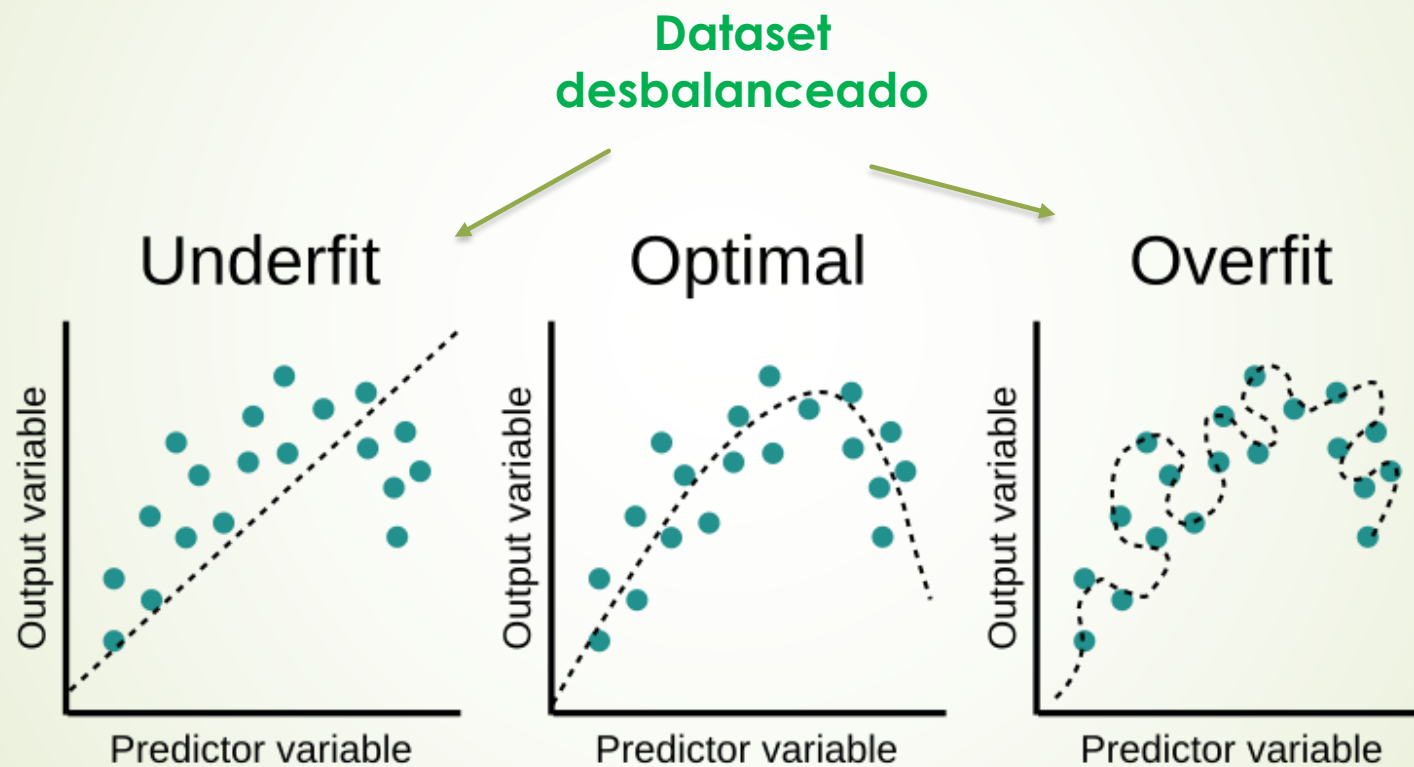 Dataset
desbalanceado
Underfit
Optimal
Overfit
Output variable
Predictor variable
Output variable
Predictor variable
Output variable
Predictor variable